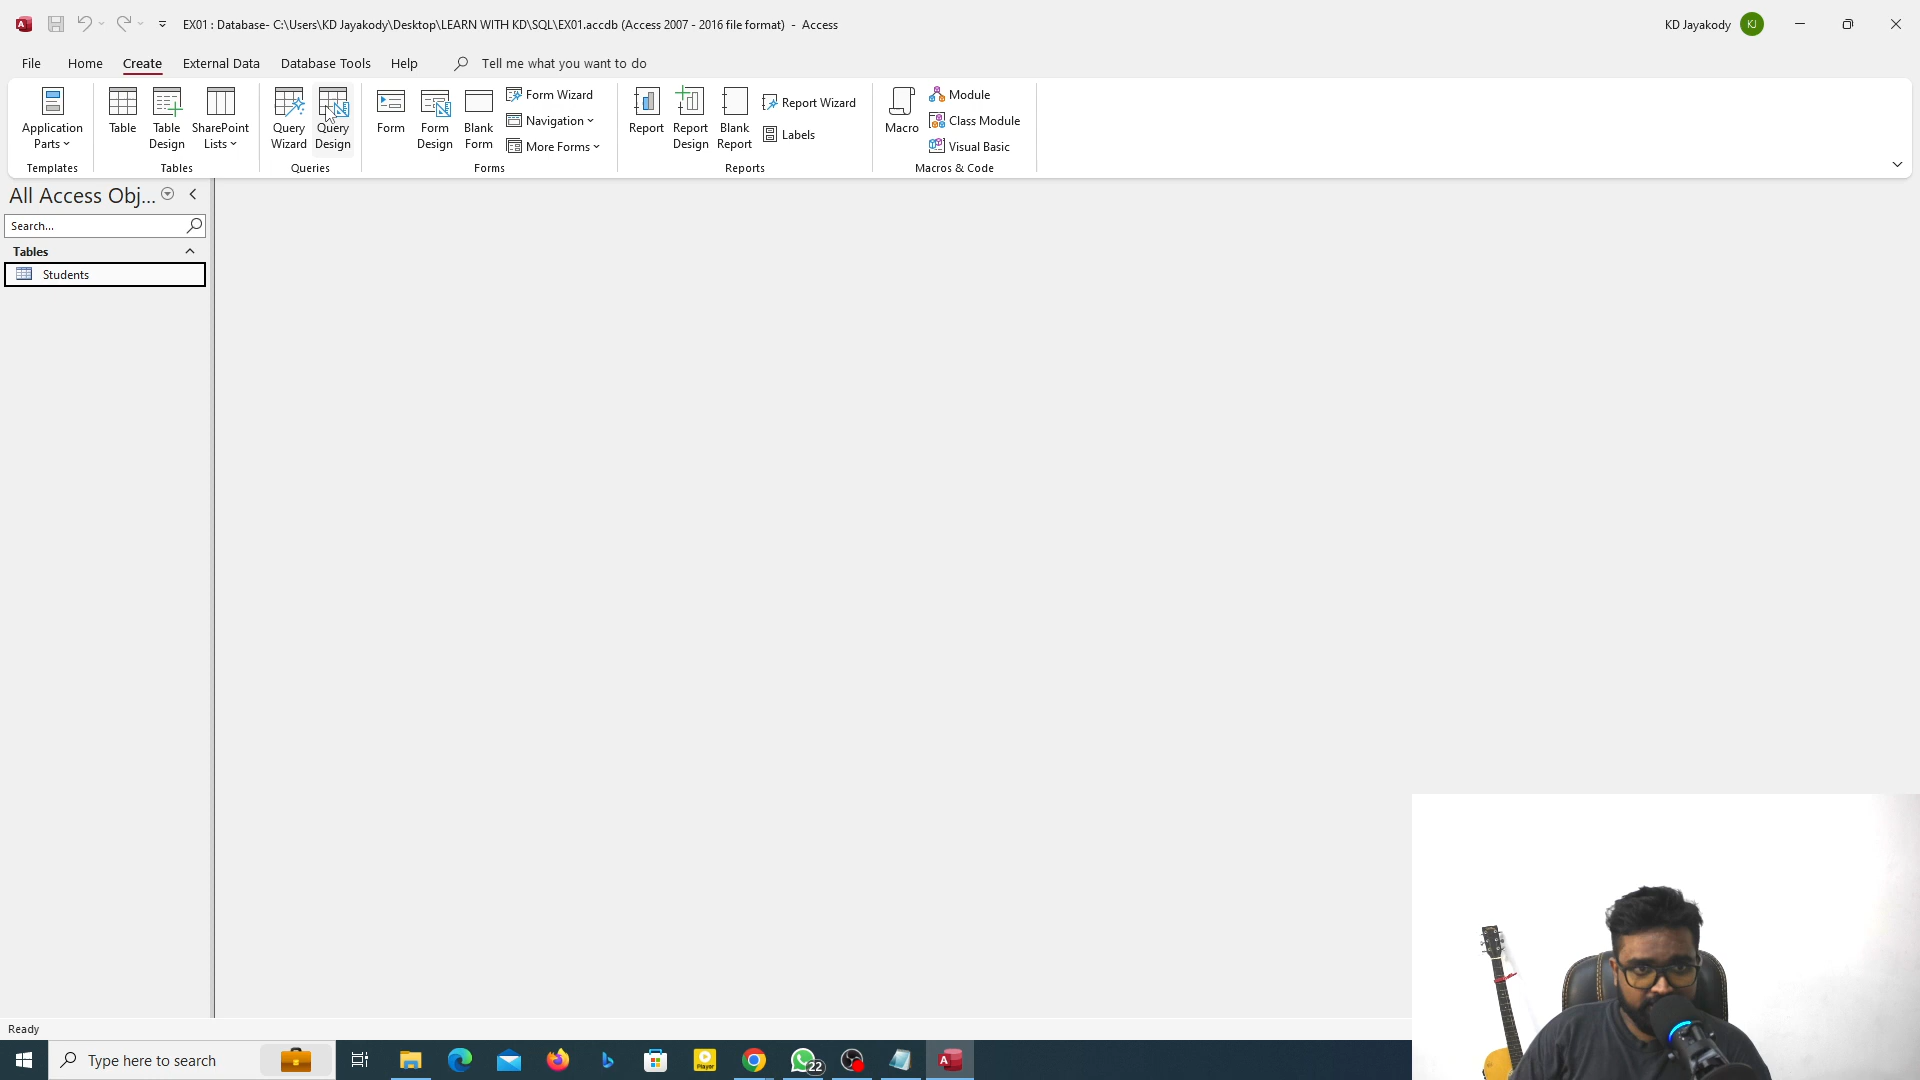 EX01 : Database- C:\Users\KD Jayakody\Desktop\LEARN WITH KD\SQL\EX01.accdb (Access 2007 - 2016 file format) - Access
KD Jayakody
KJ
File
Home
Create
External Data
Database Tools
Help
Tell me what you want to do
Application Parts
Templates
Table
Table Design
SharePoint Lists
Tables
Query Wizard
Query Design
Queries
Form
Form Design
Blank Form
Form Wizard
Navigation
More Forms
Forms
Report
Report Design
Blank Report
Report Wizard
Labels
Reports
Macro
Module
Class Module
Visual Basic
Macros & Code
All Access Obj...
Search...
Tables
Students
Ready
Type here to search
Player
22